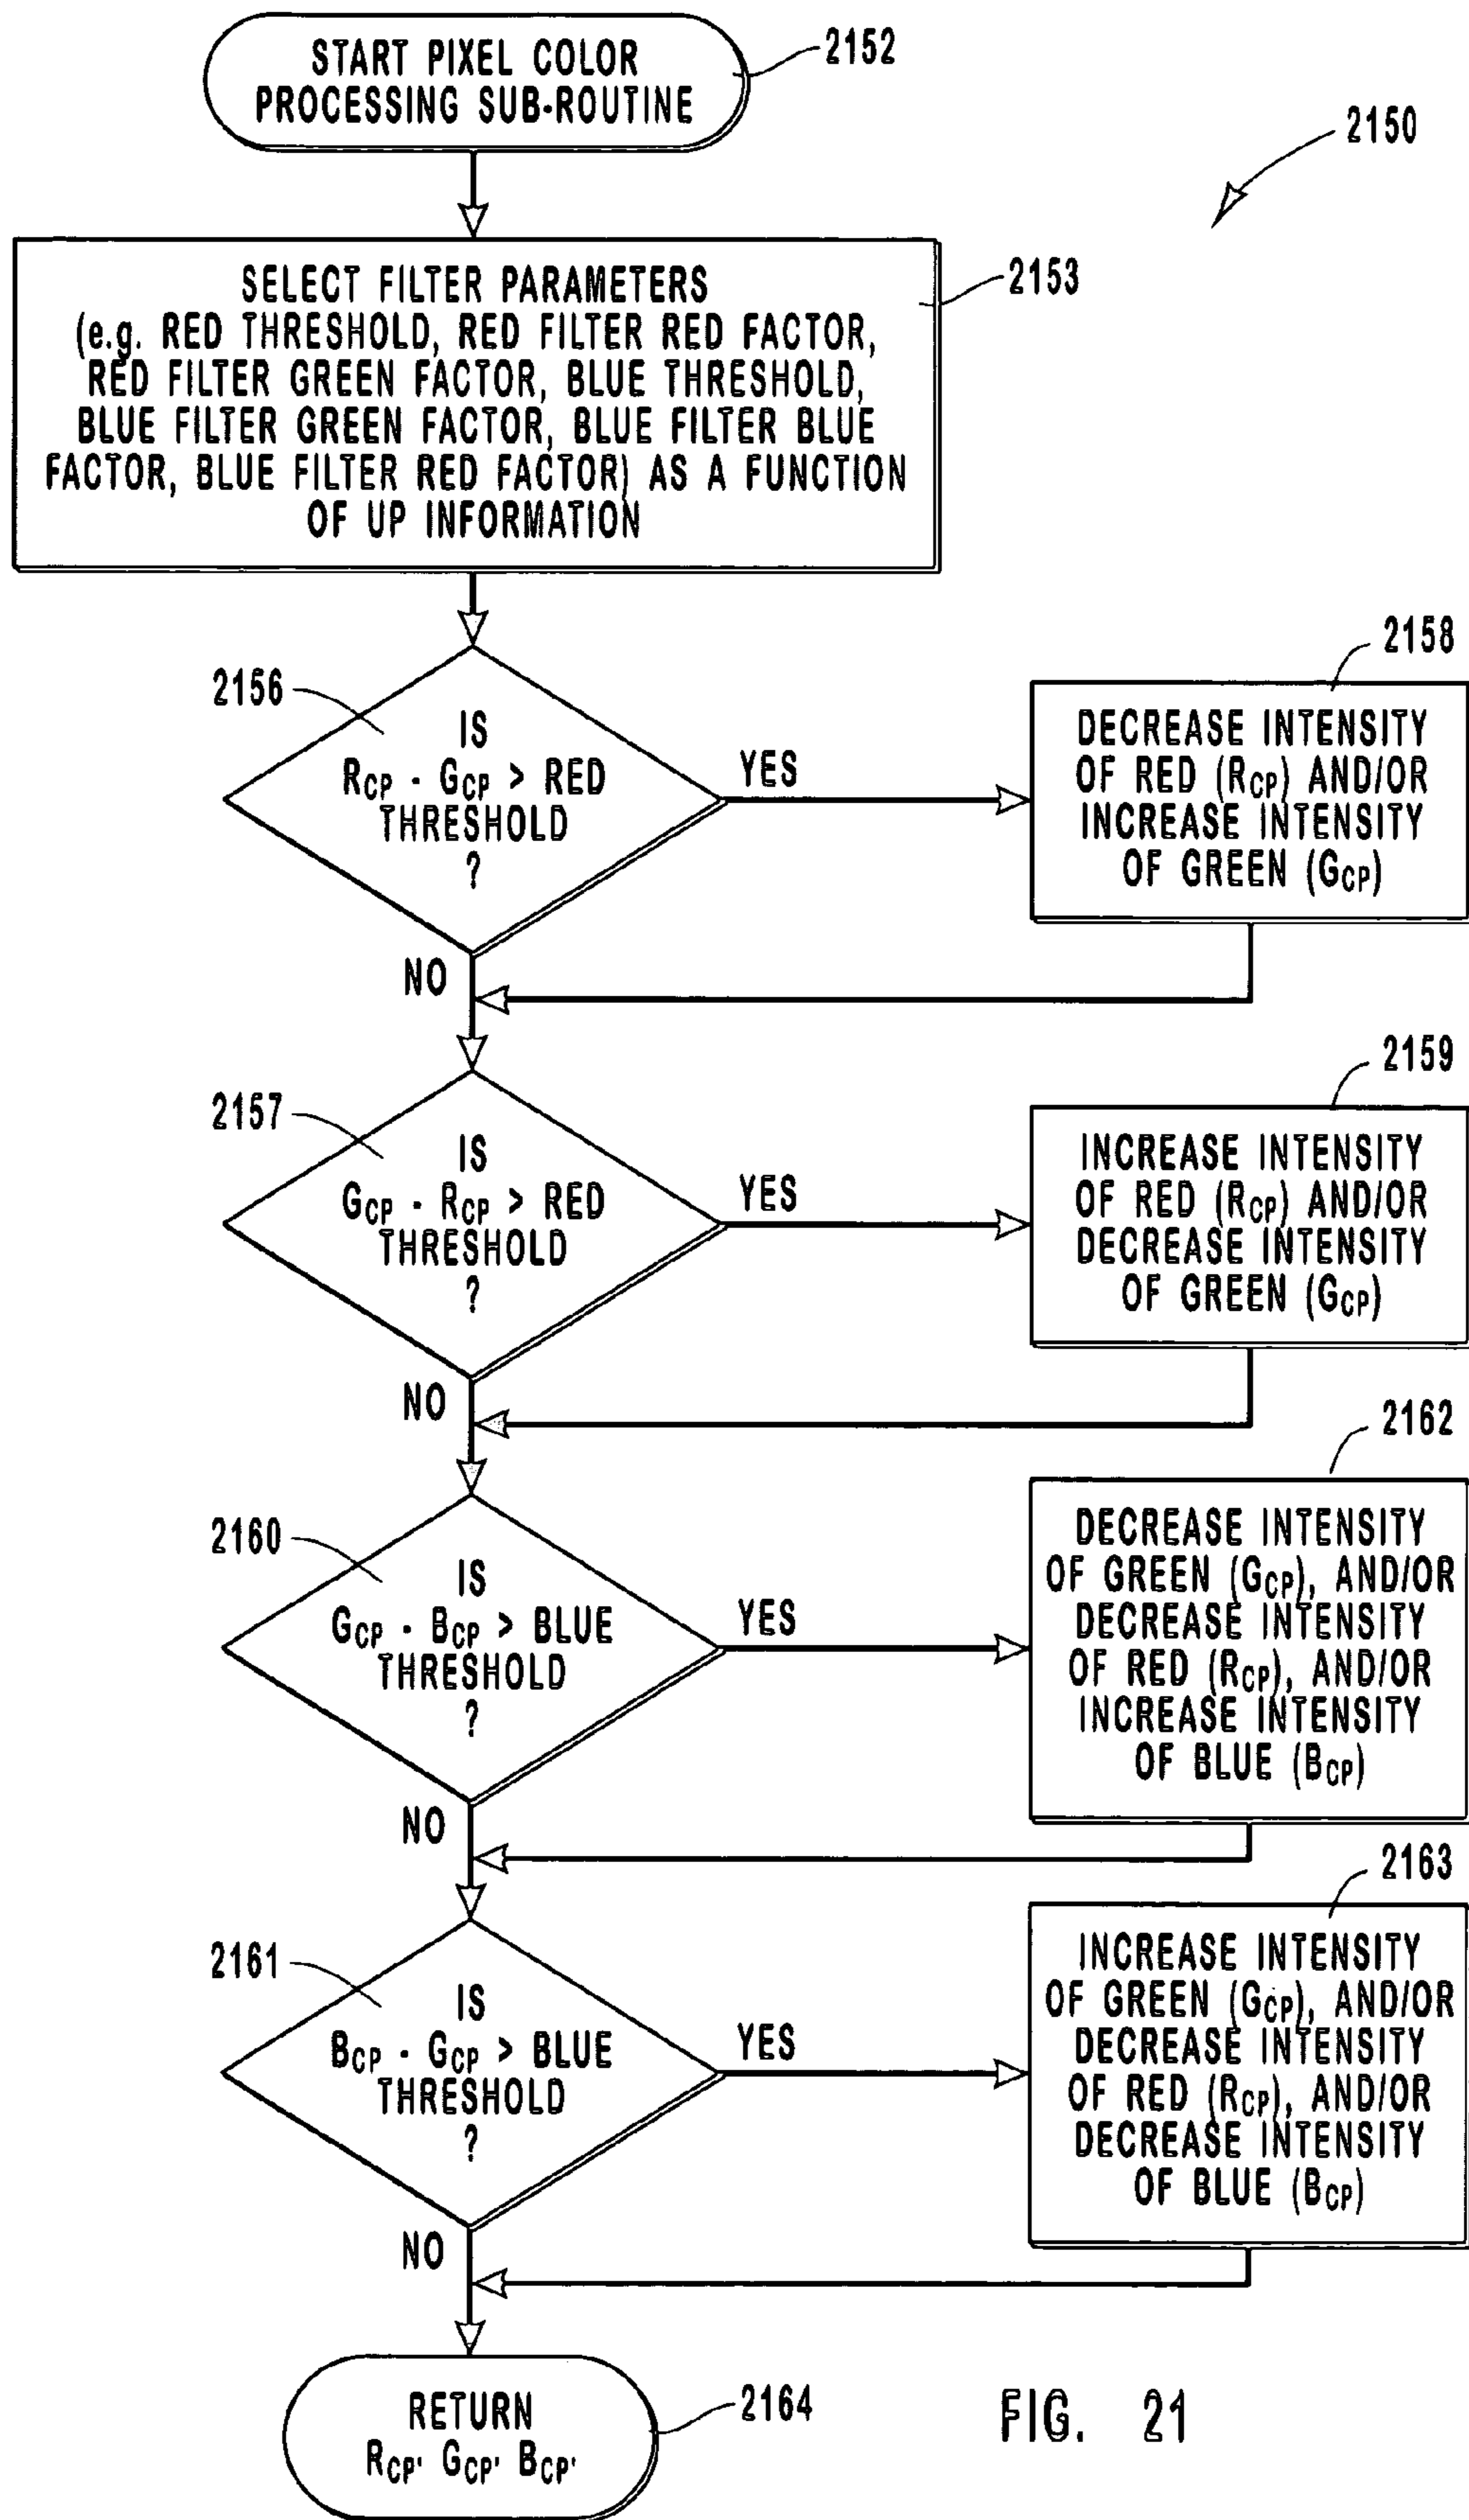 START PIXEL COLOR
PROCESSING SUB-ROUTINE
2152
2150
SELECT FILTER PARAMETERS
(e.g. RED THRESHOLD, RED FILTER RED FACTOR,
RED FILTER GREEN FACTOR, BLUE THRESHOLD,
BLUE FILTER GREEN FACTOR, BLUE FILTER BLUE
FACTOR, BLUE FILTER RED FACTOR) AS A FUNCTION
OF UP INFORMATION
2153
2156
IS
RCP - GCP > RED
THRESHOLD
?
YES
NO
2158
DECREASE INTENSITY
OF RED (RCP) AND/OR
INCREASE INTENSITY
OF GREEN (GCP)
2157
IS
GCP - RCP > RED
THRESHOLD
?
YES
NO
2159
INCREASE INTENSITY
OF RED (RCP) AND/OR
DECREASE INTENSITY
OF GREEN (GCP)
2160
IS
GCP - BCP > BLUE
THRESHOLD
?
YES
NO
2162
DECREASE INTENSITY
OF GREEN (GCP), AND/OR
DECREASE INTENSITY
OF RED (RCP), AND/OR
INCREASE INTENSITY
OF BLUE (BCP)
2161
IS
BCP - GCP > BLUE
THRESHOLD
?
YES
NO
2163
INCREASE INTENSITY
OF GREEN (GCP), AND/OR
DECREASE INTENSITY
OF RED (RCP), AND/OR
DECREASE INTENSITY
OF BLUE (BCP)
RETURN
RCP' GCP' BCP'
2164
FIG. 21